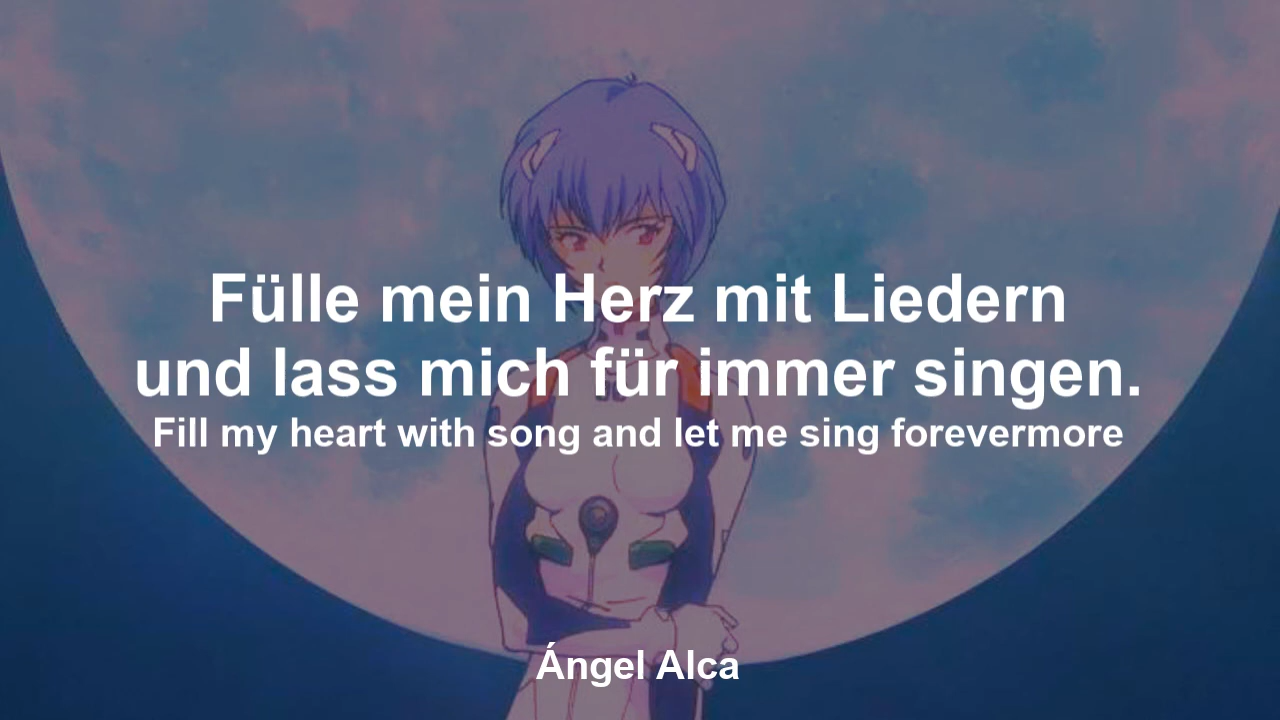 Fülle mein Herz mit Liedern
und lass mich für immer singen.
Fill my heart with song and let me sing forevermore
Ángel Alca